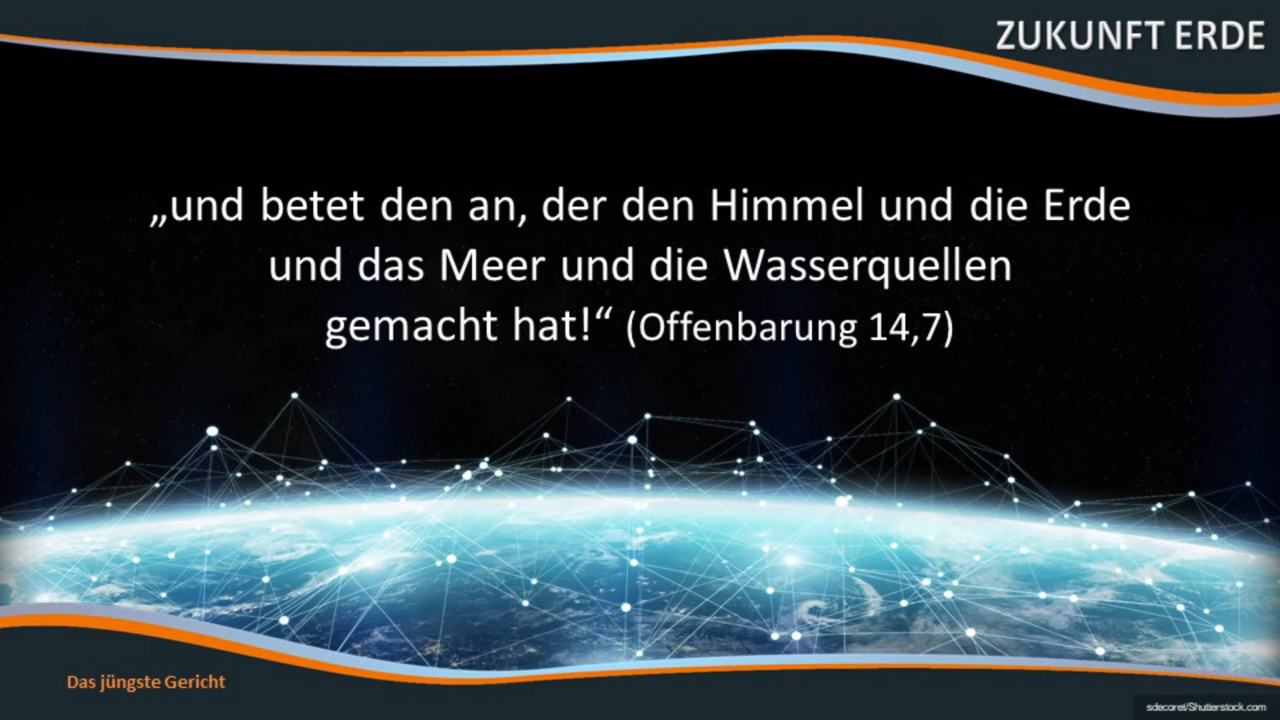 ZUKUNFT ERDE
„und betet den an, der den Himmel und die Erde
und das Meer und die Wasserquellen
gemacht hat!“ (Offenbarung 14,7)
Das jüngste Gericht
sdecoret/Shutterstock.com